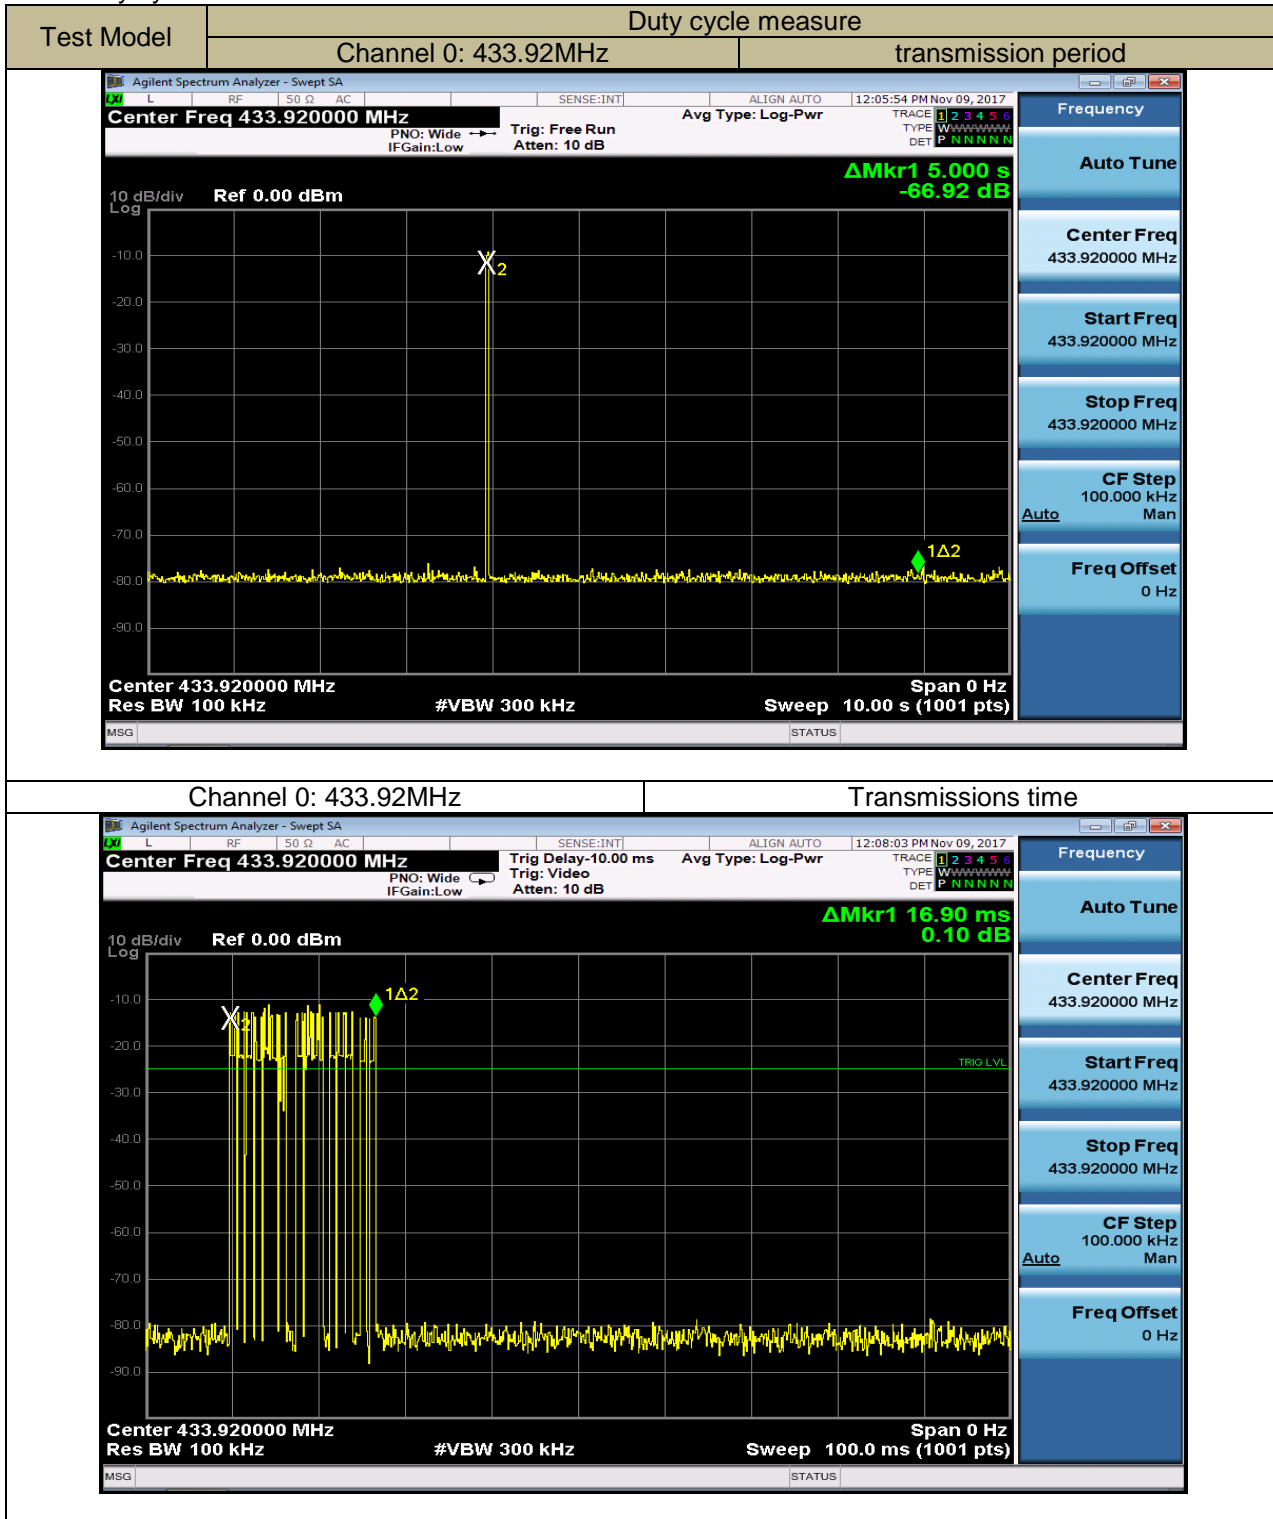 Test Model
Duty cycle measure
Channel 0: 433.92MHz
transmission period
Agilent Spectrum Analyzer - Swept SA
LXI L RF 50 Ω AC SENSE:INT ALIGN AUTO 12:05:54 PM Nov 09, 2017
Center Freq 433.920000 MHz
PNO: Wide
IFGain:Low
Trig: Free Run
Atten: 10 dB
Avg Type: Log-Pwr
TRACE 1 2 3 4 5 6
TYPE WWWWWW
DET P N N N N N
ΔMkr1 5.000 s
-66.92 dB
10 dB/div
Log
Ref 0.00 dBm
-10.0
-20.0
-30.0
-40.0
-50.0
-60.0
-70.0
-80.0
-90.0
X2
1Δ2
Center 433.920000 MHz
Span 0 Hz
Res BW 100 kHz
#VBW 300 kHz
Sweep 10.00 s (1001 pts)
MSG
STATUS
Frequency
Auto Tune
Center Freq
433.920000 MHz
Start Freq
433.920000 MHz
Stop Freq
433.920000 MHz
CF Step
100.000 kHz
Auto Man
Freq Offset
0 Hz
Channel 0: 433.92MHz
Transmissions time
Agilent Spectrum Analyzer - Swept SA
LXI L RF 50 Ω AC SENSE:INT ALIGN AUTO 12:08:03 PM Nov 09, 2017
Center Freq 433.920000 MHz
PNO: Wide
IFGain:Low
Trig Delay-10.00 ms
Trig: Video
Atten: 10 dB
Avg Type: Log-Pwr
TRACE 1 2 3 4 5 6
TYPE WWWWWW
DET P N N N N N
ΔMkr1 16.90 ms
0.10 dB
10 dB/div
Log
Ref 0.00 dBm
-10.0
-20.0
-30.0
-40.0
-50.0
-60.0
-70.0
-80.0
-90.0
X2
1Δ2
TRIG LVL
Center 433.920000 MHz
Span 0 Hz
Res BW 100 kHz
#VBW 300 kHz
Sweep 100.0 ms (1001 pts)
MSG
STATUS
Frequency
Auto Tune
Center Freq
433.920000 MHz
Start Freq
433.920000 MHz
Stop Freq
433.920000 MHz
CF Step
100.000 kHz
Auto Man
Freq Offset
0 Hz